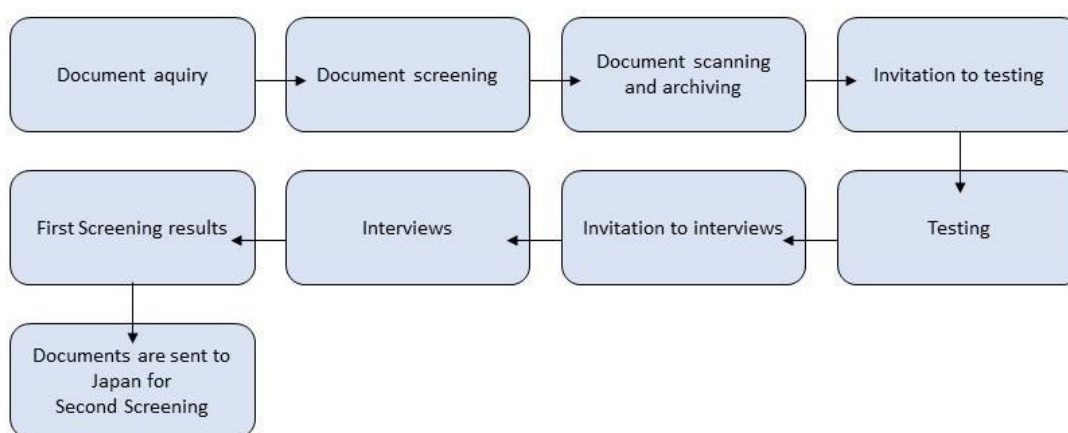 Document aquiry
Document screening
Document scanning
and archiving
Invitation to testing
Testing
Invitation to interviews
Interviews
First Screening results
Documents are sent to
Japan for
Second Screening